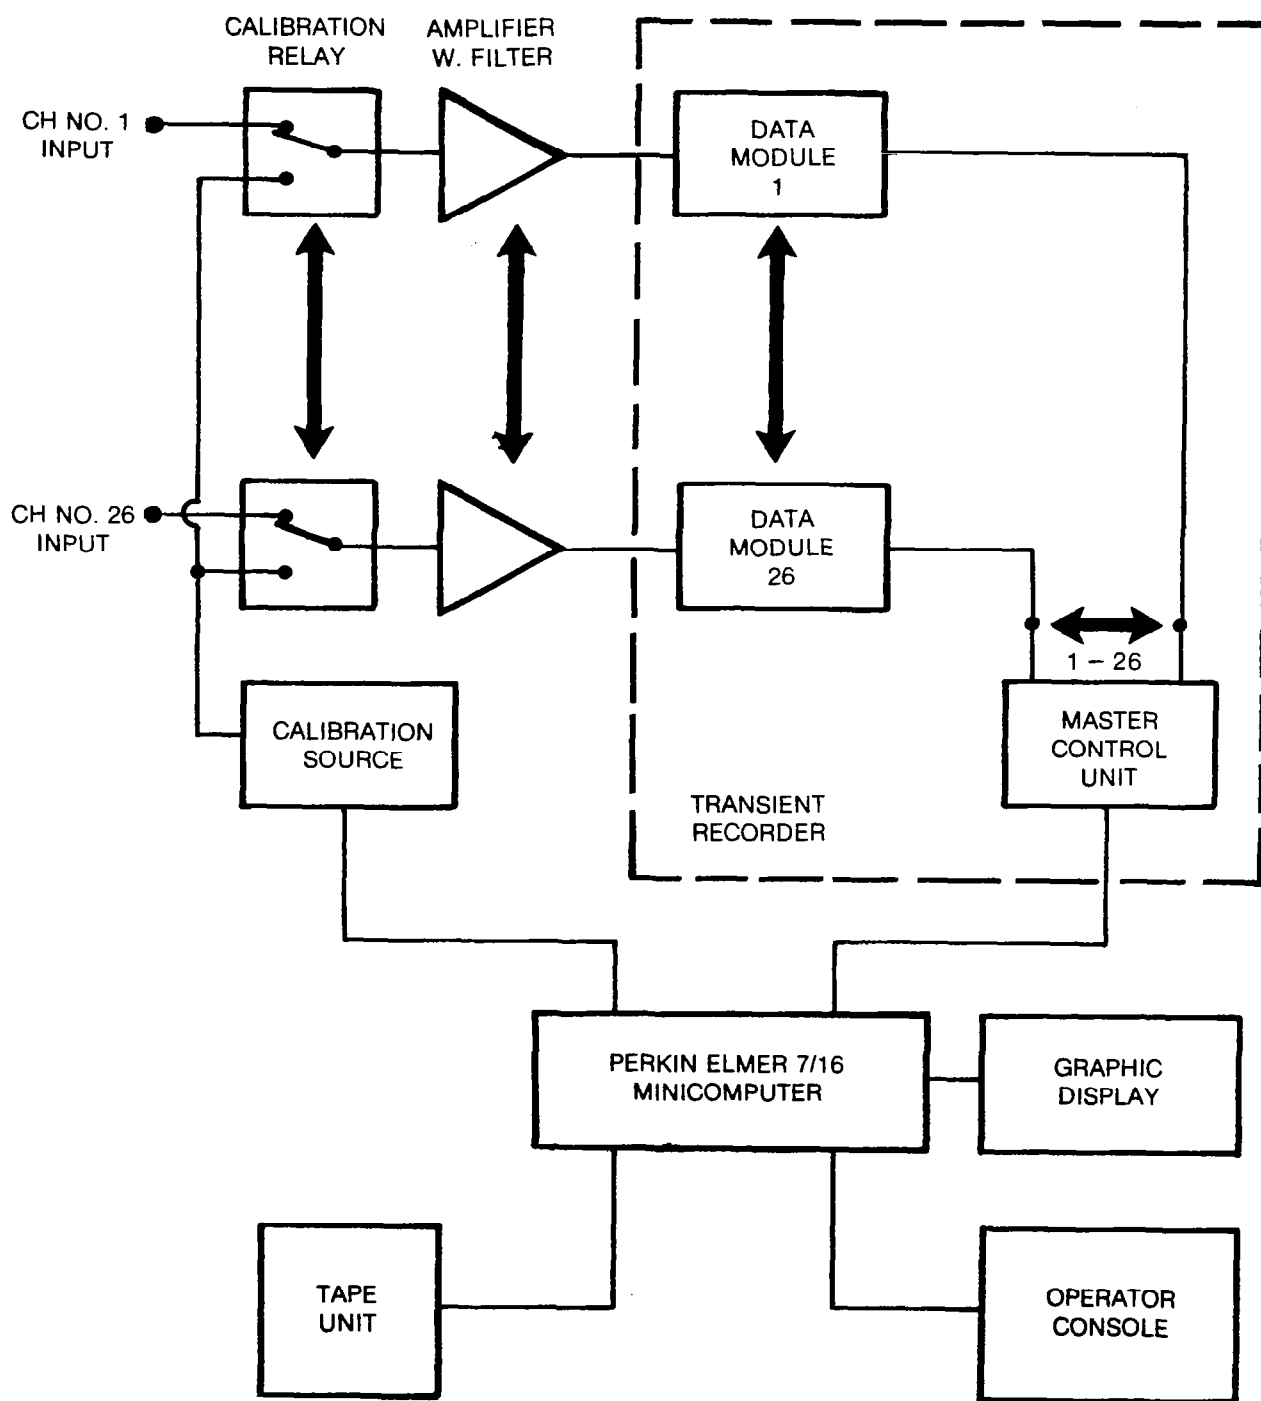 CALIBRATION
RELAY
AMPLIFIER
W. FILTER
CH NO. 1
INPUT
DATA
MODULE
1
CH NO. 26
INPUT
DATA
MODULE
26
1 – 26
CALIBRATION
SOURCE
MASTER
CONTROL
UNIT
TRANSIENT
RECORDER
PERKIN ELMER 7/16
MINICOMPUTER
GRAPHIC
DISPLAY
TAPE
UNIT
OPERATOR
CONSOLE